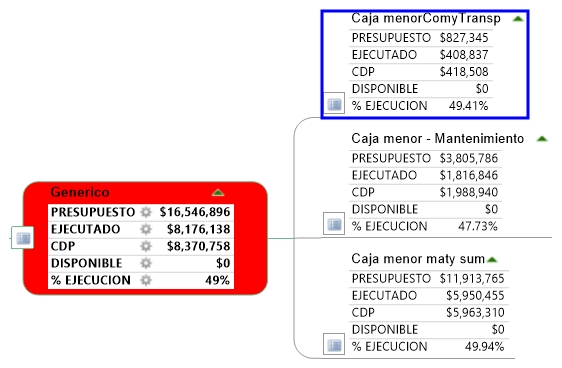 Caja menorComyTransp
PRESUPUESTO $827,345
EJECUTADO $408,837
CDP $418,508
DISPONIBLE $0
% EJECUCION 49.41%
Caja menor - Mantenimiento
PRESUPUESTO $3,805,786
EJECUTADO $1,816,846
CDP $1,988,940
DISPONIBLE $0
% EJECUCION 47.73%
Generico
PRESUPUESTO $16,546,896
EJECUTADO $8,176,138
CDP $8,370,758
DISPONIBLE $0
% EJECUCION 49%
Caja menor maty sum
PRESUPUESTO $11,913,765
EJECUTADO $5,950,455
CDP $5,963,310
DISPONIBLE $0
% EJECUCION 49.94%